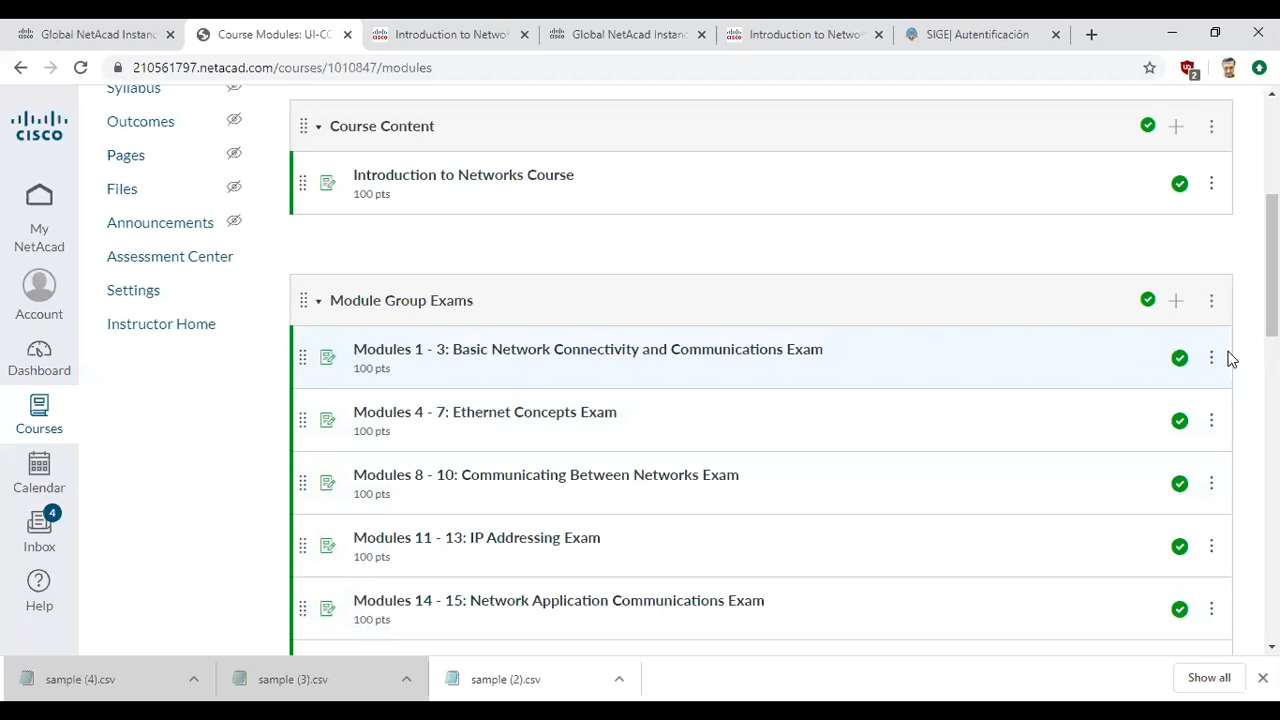 Global NetAcad Instanc
Course Modules: UI-CC
Introduction to Netwo
Global NetAcad Instan
Introduction to Netwo
SIGE| Autentificación
210561797.netacad.com/courses/1010847/modules
2
cisco
My
NetAcad
Account
Dashboard
Courses
Calendar
4
Inbox
Help
Syllabus
Outcomes
Pages
Files
Announcements
Assessment Center
Settings
Instructor Home
Course Content
Introduction to Networks Course
100 pts
Module Group Exams
Modules 1 - 3: Basic Network Connectivity and Communications Exam
100 pts
Modules 4 - 7: Ethernet Concepts Exam
100 pts
Modules 8 - 10: Communicating Between Networks Exam
100 pts
Modules 11 - 13: IP Addressing Exam
100 pts
Modules 14 - 15: Network Application Communications Exam
100 pts
sample (4).csv
sample (3).csv
sample (2).csv
Show all